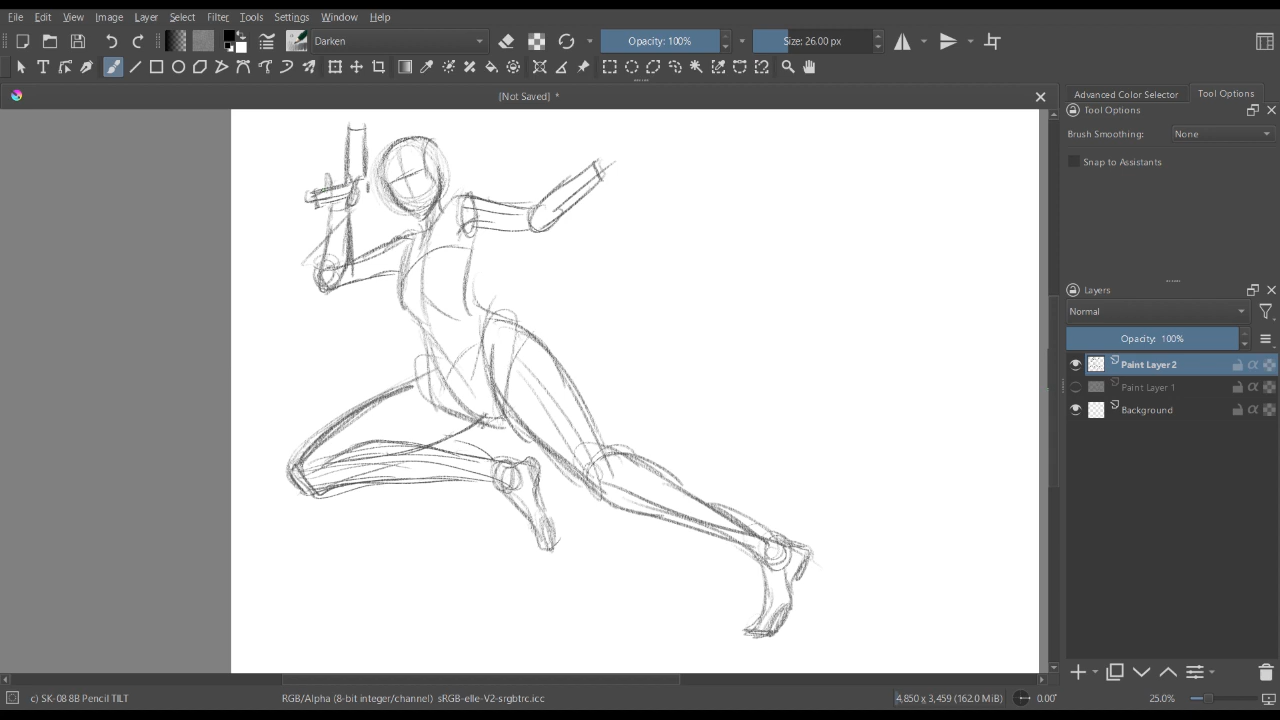 File Edit View Image Layer Select Filter Tools Settings Window Help
Darken Opacity: 100% Size: 26.00 px
[Not Saved] *
Advanced Color Selector Tool Options
Tool Options
Brush Smoothing: None
Snap to Assistants
Layers
Normal
Opacity: 100%
Paint Layer 2
Paint Layer 1
Background
c) SK-08 8B Pencil TILT RGB/Alpha (8-bit integer/channel) sRGB-elle-V2-srgbtrc.icc 4,850 x 3,459 (162.0 MiB) 0.00° 25.0%